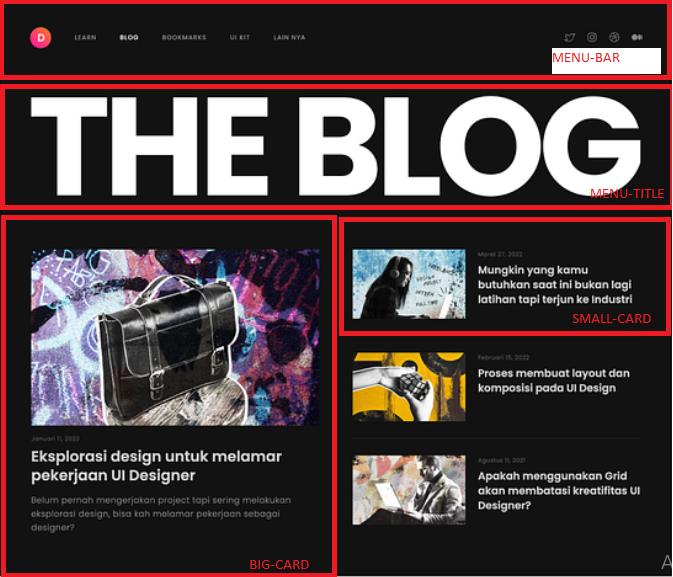 D LEARN BLOG BOOKMARKS UI KIT LAIN NYA
MENU-BAR
THE BLOG
MENU-TITLE
Januari 11, 2022
Eksplorasi design untuk melamar
pekerjaan UI Designer
Belum pernah mengerjakan project tapi sering melakukan
eksplorasi design, bisa kah melamar pekerjaan sebagai
designer?
BIG-CARD
Maret 27, 2022
Mungkin yang kamu
butuhkan saat ini bukan lagi
latihan tapi terjun ke Industri
SMALL-CARD
Februari 15, 2022
Proses membuat layout dan
komposisi pada UI Design
Agustus 11, 2021
Apakah menggunakan Grid
akan membatasi kreatifitas UI
Designer?
A